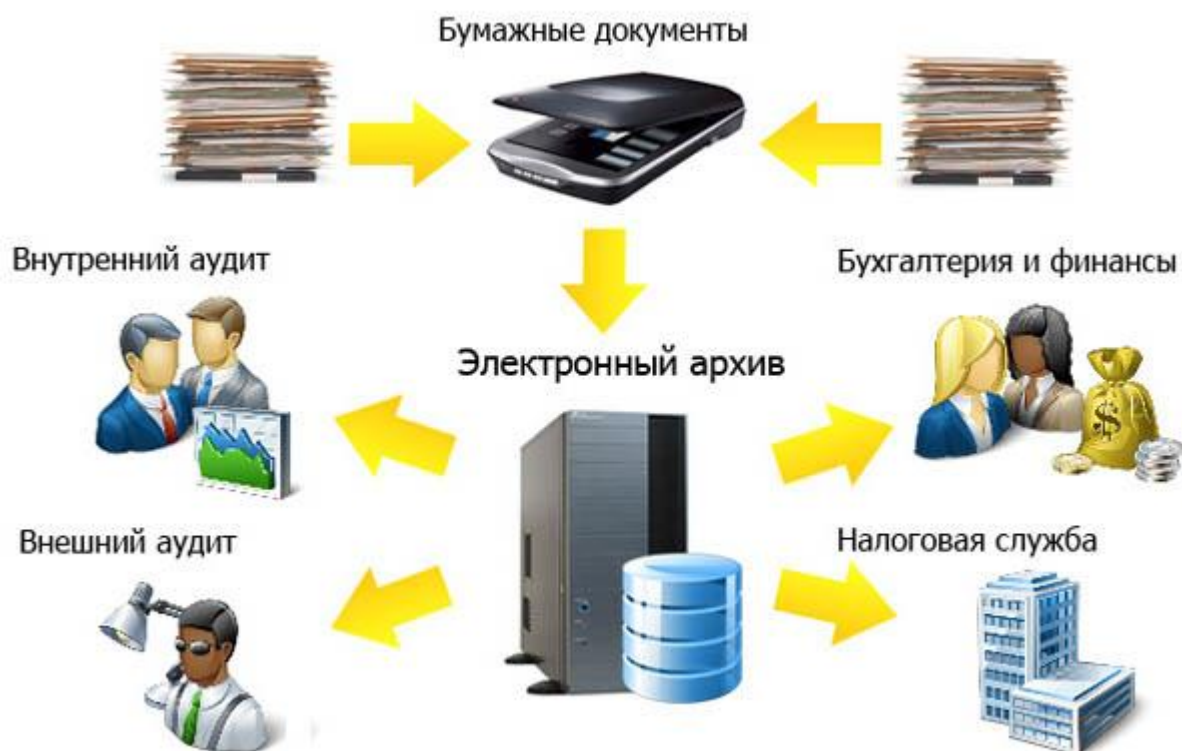 Бумажные документы
Внутренний аудит
Бухгалтерия и финансы
Электронный архив
Внешний аудит
Налоговая служба